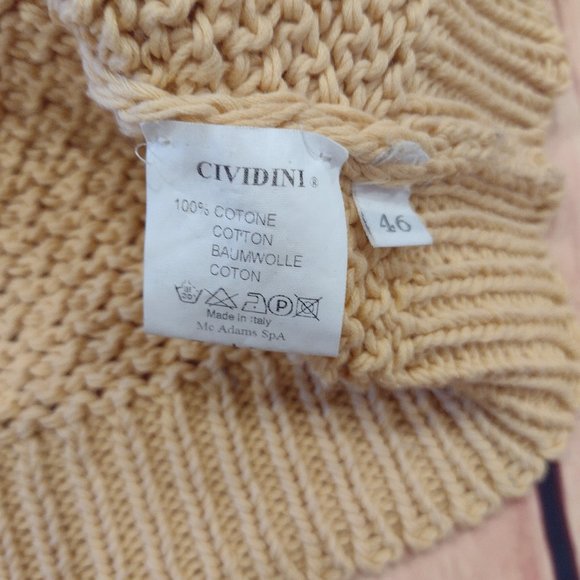 CIVIDINI®
46
100% COTONE
COTTON
BAUMWOLLE
COTON
P
Made in Italy
Mc Adams SpA